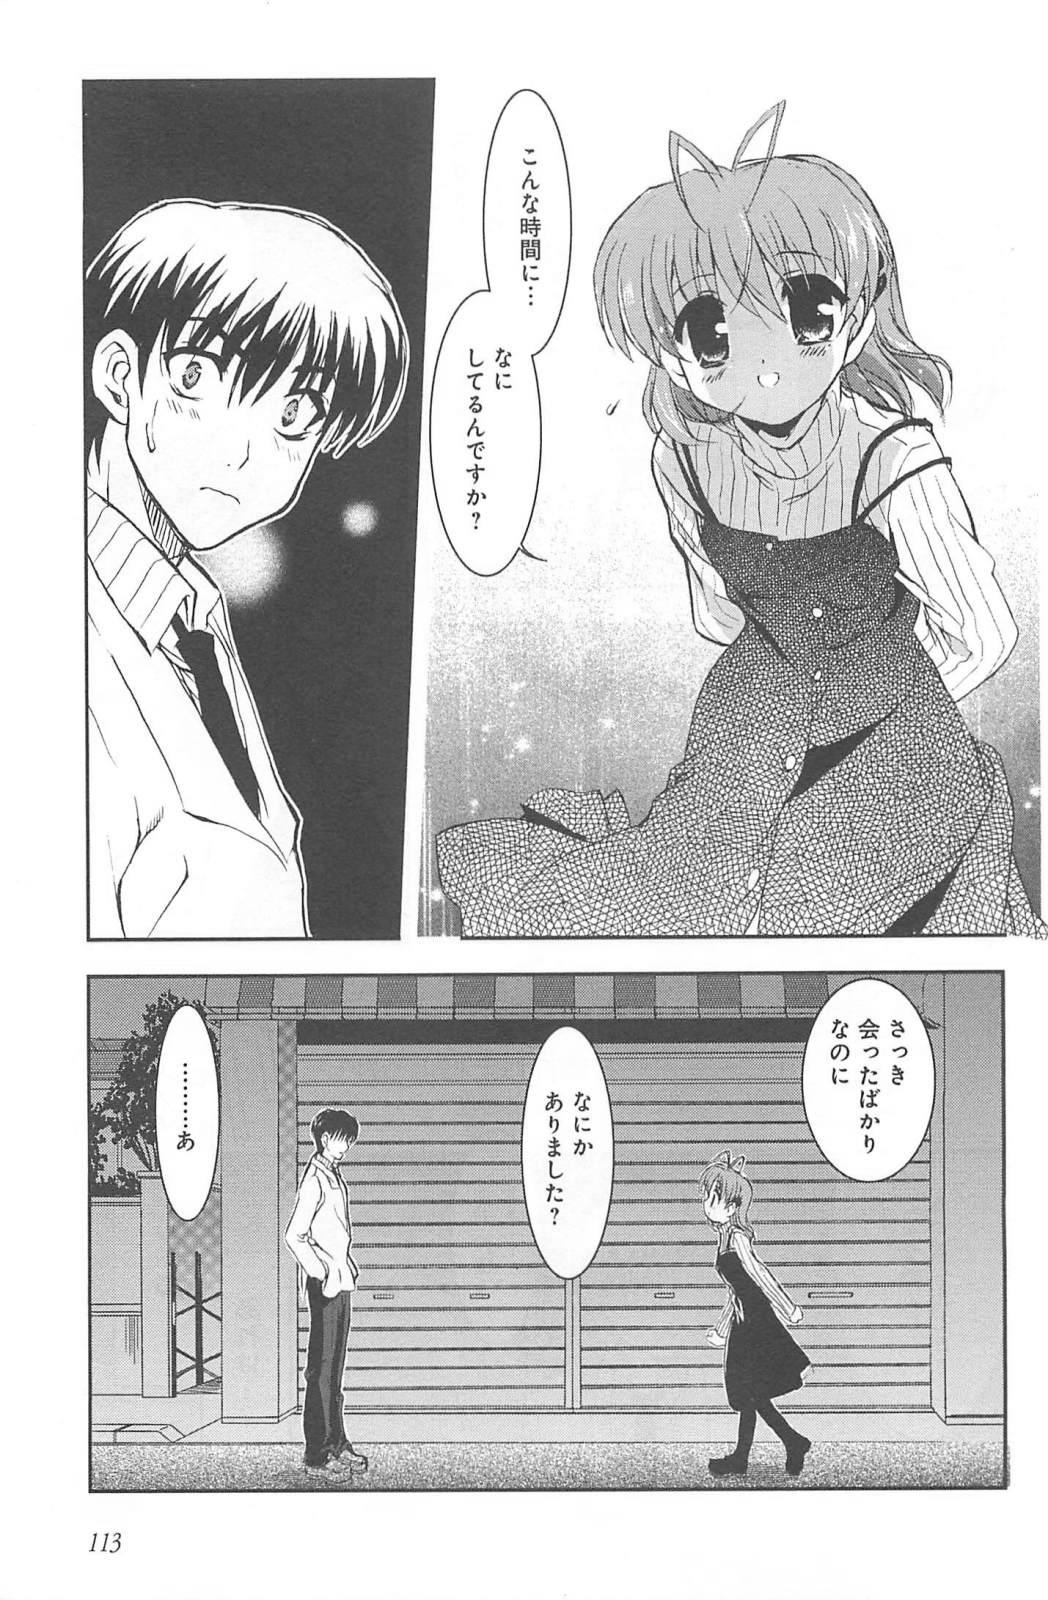 こんな時間に…
なに
してるんですか？
さっき
会ったばかり
なのに
なにか
ありました？
…………あ
113